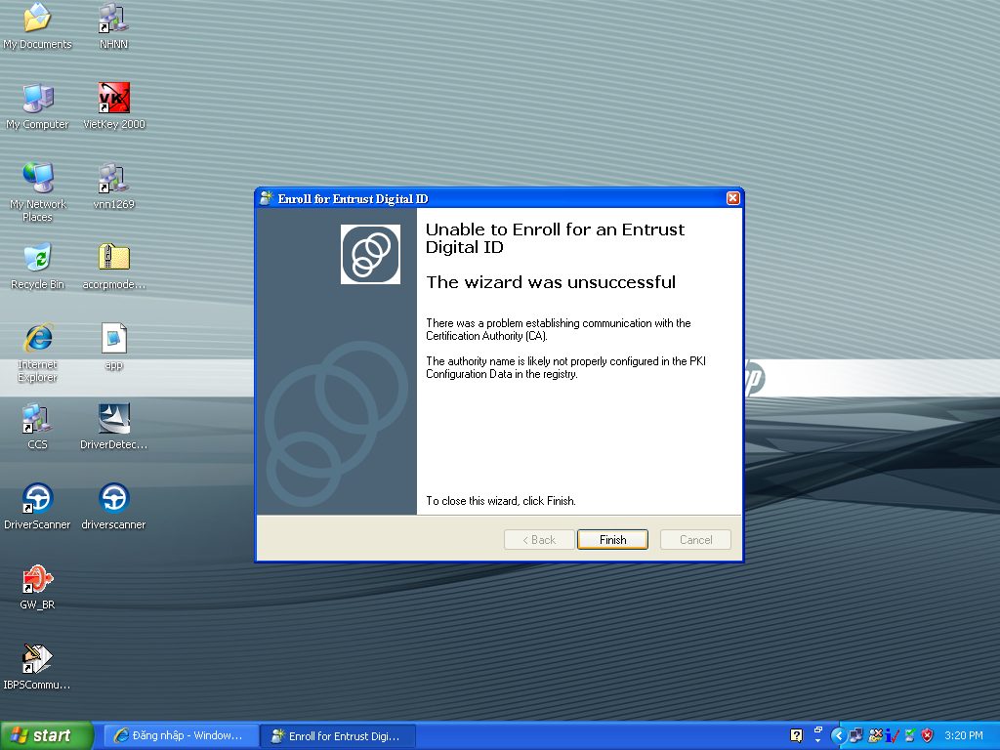 My Documents
NHNN
My Computer
VietKey 2000
My Network
Places
vnn1269
Recycle Bin
acorpmode...
Internet
Explorer
app
CCS
DriverDetec...
DriverScanner
driverscanner
GW_BR
IBPSCommu...
VK
hp
Enroll for Entrust Digital ID
Unable to Enroll for an Entrust
Digital ID
The wizard was unsuccessful
There was a problem establishing communication with the
Certification Authority (CA).
The authority name is likely not properly configured in the PKI
Configuration Data in the registry.
To close this wizard, click Finish.
< Back
Finish
Cancel
start
Đăng nhập - Window...
Enroll for Entrust Digi...
3:20 PM